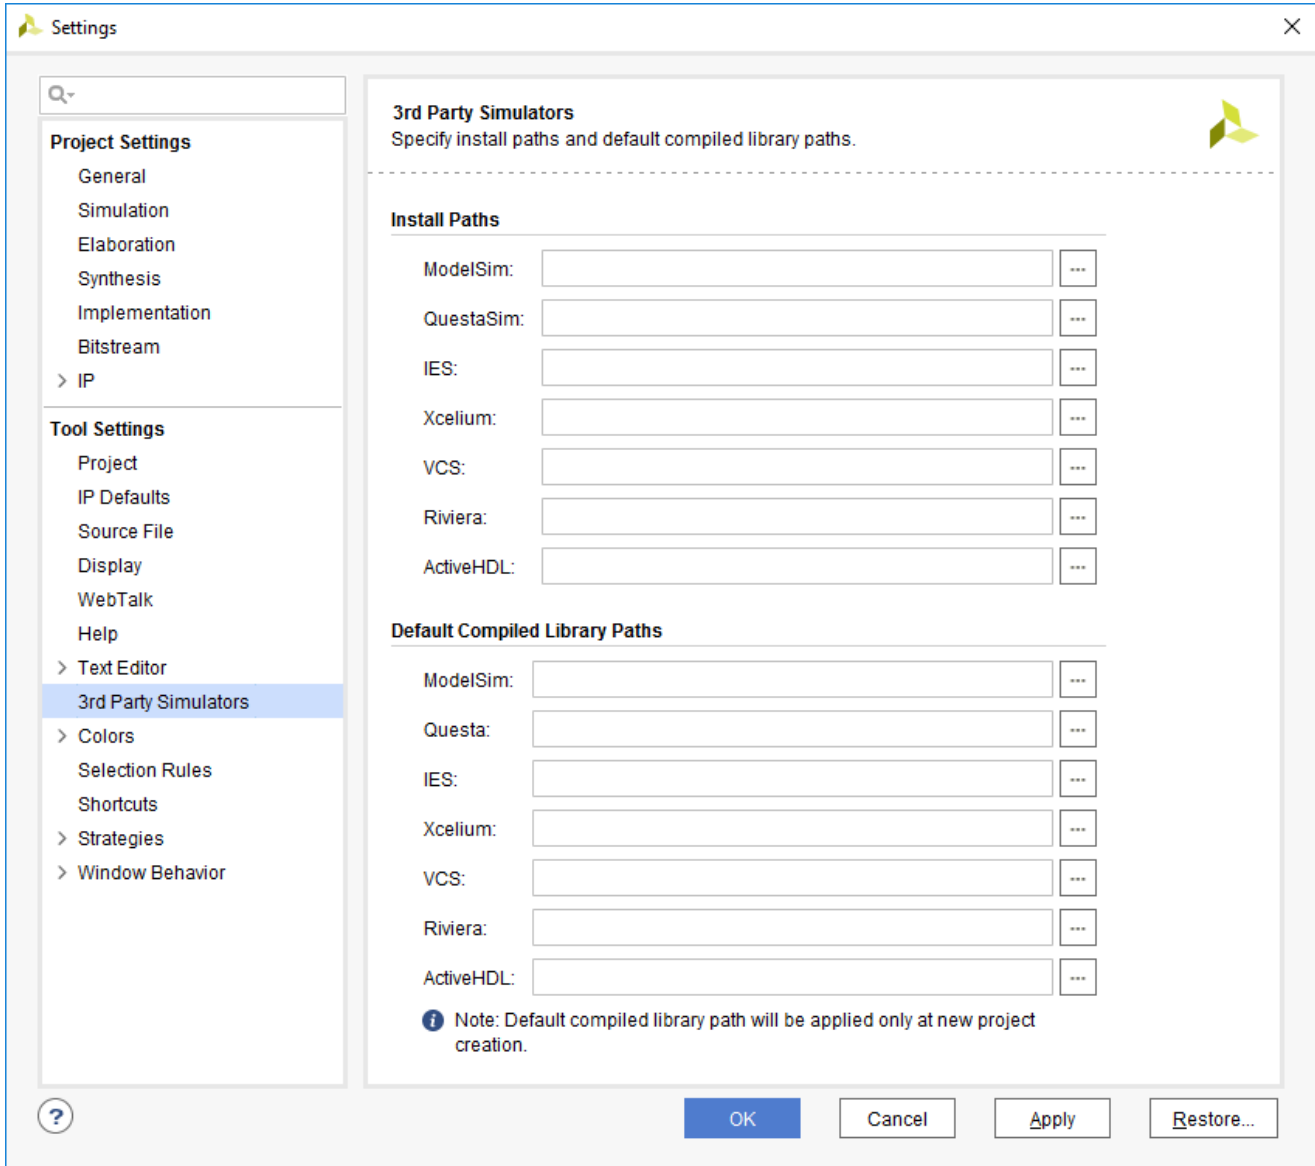 Settings
Project Settings
General
Simulation
Elaboration
Synthesis
Implementation
Bitstream
IP
Tool Settings
Project
IP Defaults
Source File
Display
WebTalk
Help
Text Editor
3rd Party Simulators
Colors
Selection Rules
Shortcuts
Strategies
Window Behavior
3rd Party Simulators
Specify install paths and default compiled library paths.
Install Paths
ModelSim:
...
QuestaSim:
...
IES:
...
Xcelium:
...
VCS:
...
Riviera:
...
ActiveHDL:
...
Default Compiled Library Paths
ModelSim:
...
Questa:
...
IES:
...
Xcelium:
...
VCS:
...
Riviera:
...
ActiveHDL:
...
Note: Default compiled library path will be applied only at new project
creation.
?
OK
Cancel
Apply
Restore...